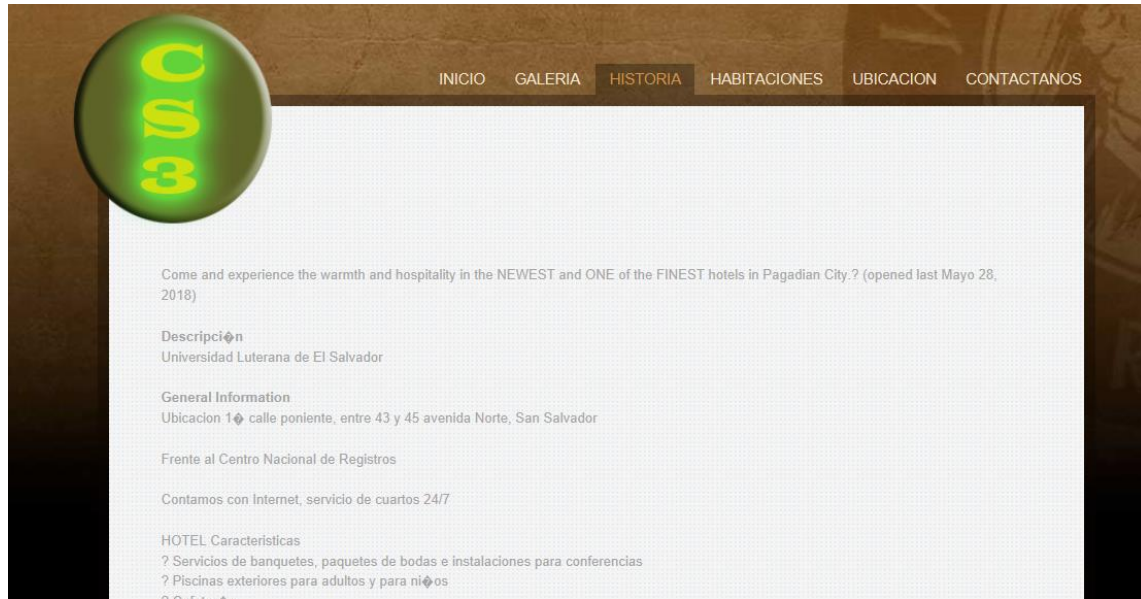 CS3
INICIO GALERIA HISTORIA HABITACIONES UBICACION CONTACTANOS
Come and experience the warmth and hospitality in the NEWEST and ONE of the FINEST hotels in Pagadian City.? (opened last Mayo 28,
2018)
Descripci�n
Universidad Luterana de El Salvador
General Information
Ubicacion 1� calle poniente, entre 43 y 45 avenida Norte, San Salvador
Frente al Centro Nacional de Registros
Contamos con Internet, servicio de cuartos 24/7
HOTEL Caracteristicas
? Servicios de banquetes, paquetes de bodas e instalaciones para conferencias
? Piscinas exteriores para adultos y para ni�os